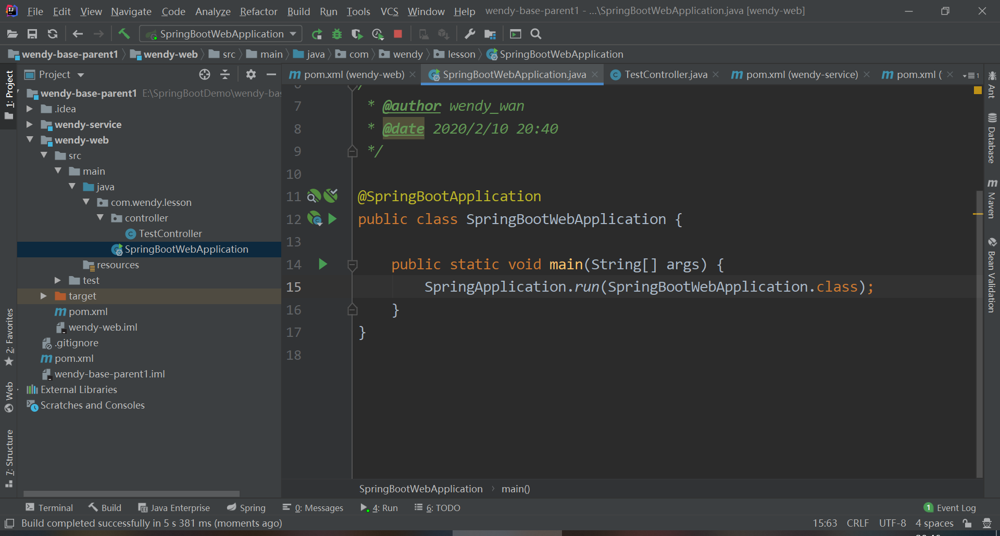 File Edit View Navigate Code Analyze Refactor Build Run Tools VCS Window Help wendy-base-parent1 - ...\SpringBootWebApplication.java [wendy-web]
SpringBootWebApplication
wendy-base-parent1 wendy-web src main java com wendy lesson SpringBootWebApplication
Project
pom.xml (wendy-web) SpringBootWebApplication.java TestController.java pom.xml (wendy-service) pom.xml ( 1
1: Project
2: Favorites
Web
7: Structure
wendy-base-parent1 E:\SpringBootDemo\wendy-bas
.idea
wendy-service
wendy-web
src
main
java
com.wendy.lesson
controller
TestController
SpringBootWebApplication
resources
test
target
pom.xml
wendy-web.iml
.gitignore
pom.xml
wendy-base-parent1.iml
External Libraries
Scratches and Consoles
7 * @author wendy_wan
8 * @date 2020/2/10 20:40
9 */
10
11 @SpringBootApplication
12 public class SpringBootWebApplication {
13
14 public static void main(String[] args) {
15 SpringApplication.run(SpringBootWebApplication.class);
16 }
17 }
18
Ant
Database
Maven
Bean Validation
SpringBootWebApplication main()
Terminal Build Java Enterprise Spring 0: Messages 4: Run 6: TODO 1 Event Log
Build completed successfully in 5 s 381 ms (moments ago) 15:63 CRLF UTF-8 4 spaces